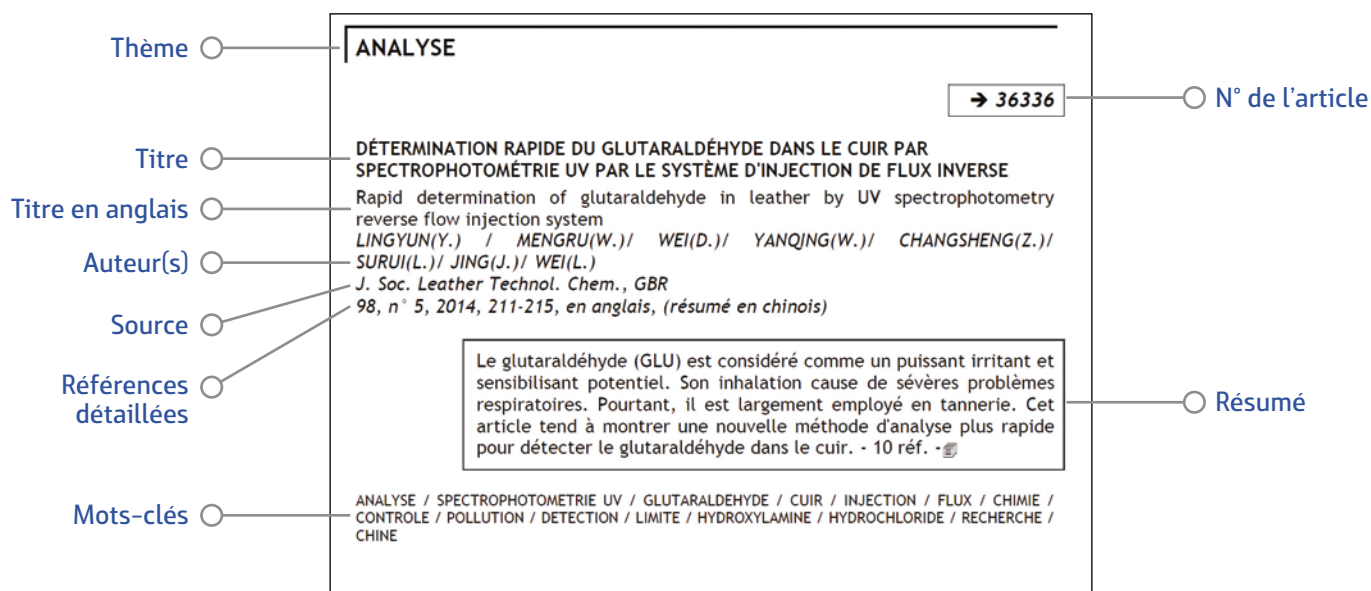 Thème
ANALYSE
→ 36336
N° de l'article
Titre
DÉTERMINATION RAPIDE DU GLUTARALDÉHYDE DANS LE CUIR PAR
SPECTROPHOTOMÉTRIE UV PAR LE SYSTÈME D'INJECTION DE FLUX INVERSE
Titre en anglais
Rapid determination of glutaraldehyde in leather by UV spectrophotometry
reverse flow injection system
Auteur(s)
LINGYUN(Y.) / MENGRU(W.)/ WEI(D.)/ YANQING(W.)/ CHANGSHENG(Z.)/
SURUI(L.)/ JING(J.)/ WEI(L.)
Source
J. Soc. Leather Technol. Chem., GBR
Références
détaillées
98, n° 5, 2014, 211-215, en anglais, (résumé en chinois)
Le glutaraldéhyde (GLU) est considéré comme un puissant irritant et
sensibilisant potentiel. Son inhalation cause de sévères problèmes
respiratoires. Pourtant, il est largement employé en tannerie. Cet
article tend à montrer une nouvelle méthode d'analyse plus rapide
pour détecter le glutaraldéhyde dans le cuir. - 10 réf. -
Résumé
Mots-clés
ANALYSE / SPECTROPHOTOMETRIE UV / GLUTARALDEHYDE / CUIR / INJECTION / FLUX / CHIMIE /
CONTROLE / POLLUTION / DETECTION / LIMITE / HYDROXYLAMINE / HYDROCHLORIDE / RECHERCHE /
CHINE